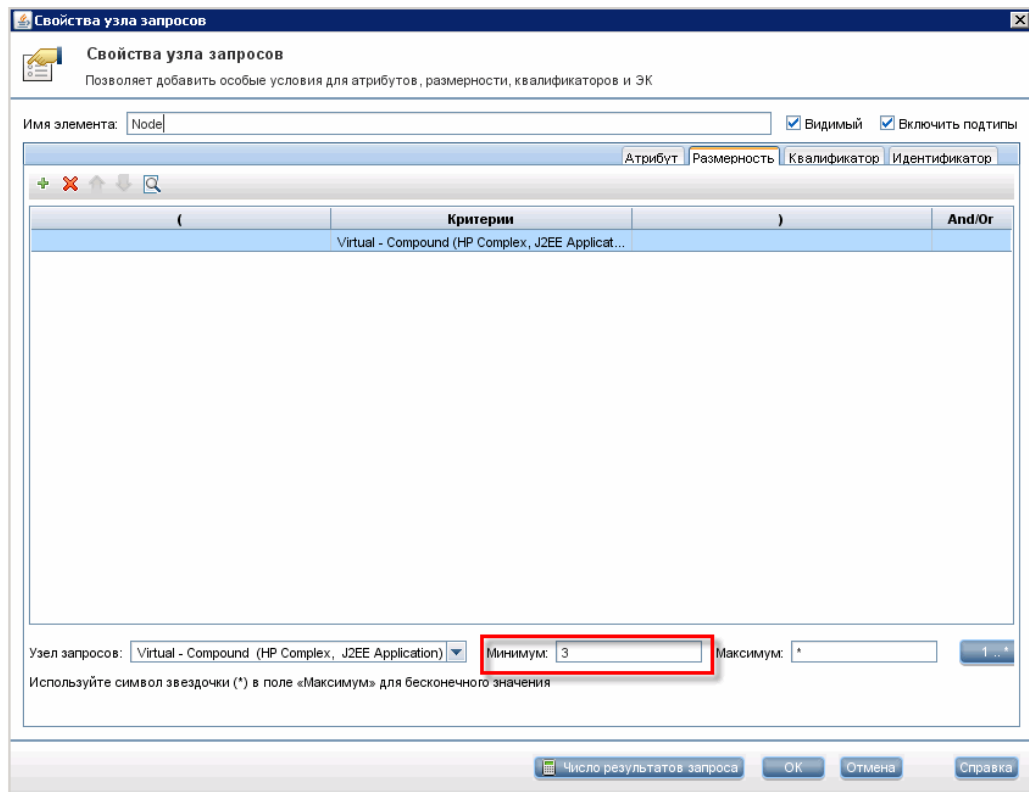 Свойства узла запросов
Свойства узла запросов
Позволяет добавить особые условия для атрибутов, размерности, квалификаторов и ЭК
Имя элемента: Node Видимый Включить подтипы
Атрибут Размерность Квалификатор Идентификатор
( Критерии ) And/Or
Virtual - Compound (HP Complex, J2EE Applicat...
Узел запросов: Virtual - Compound (HP Complex, J2EE Application) Минимум: 3 Максимум: * 1 .. *
Используйте символ звездочки (*) в поле «Максимум» для бесконечного значения
Число результатов запроса OK Отмена Справка